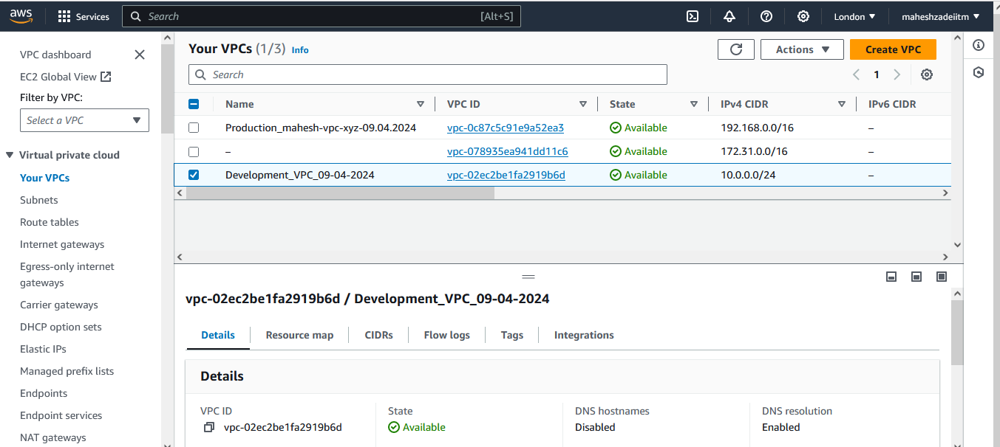 aws Services Search [Alt+S] London maheshzadeiitm
VPC dashboard
EC2 Global View
Filter by VPC:
Select a VPC
Virtual private cloud
Your VPCs
Subnets
Route tables
Internet gateways
Egress-only internet
gateways
Carrier gateways
DHCP option sets
Elastic IPs
Managed prefix lists
Endpoints
Endpoint services
NAT gateways
Your VPCs (1/3) Info Actions Create VPC
Search 1
Name VPC ID State IPv4 CIDR IPv6 CIDR
Production_mahesh-vpc-xyz-09.04.2024 vpc-0c87c5c91e9a52ea3 Available 192.168.0.0/16 –
– vpc-078935ea941dd11c6 Available 172.31.0.0/16 –
Development_VPC_09-04-2024 vpc-02ec2be1fa2919b6d Available 10.0.0.0/24 –
vpc-02ec2be1fa2919b6d / Development_VPC_09-04-2024
Details Resource map CIDRs Flow logs Tags Integrations
Details
VPC ID State DNS hostnames DNS resolution
vpc-02ec2be1fa2919b6d Available Disabled Enabled